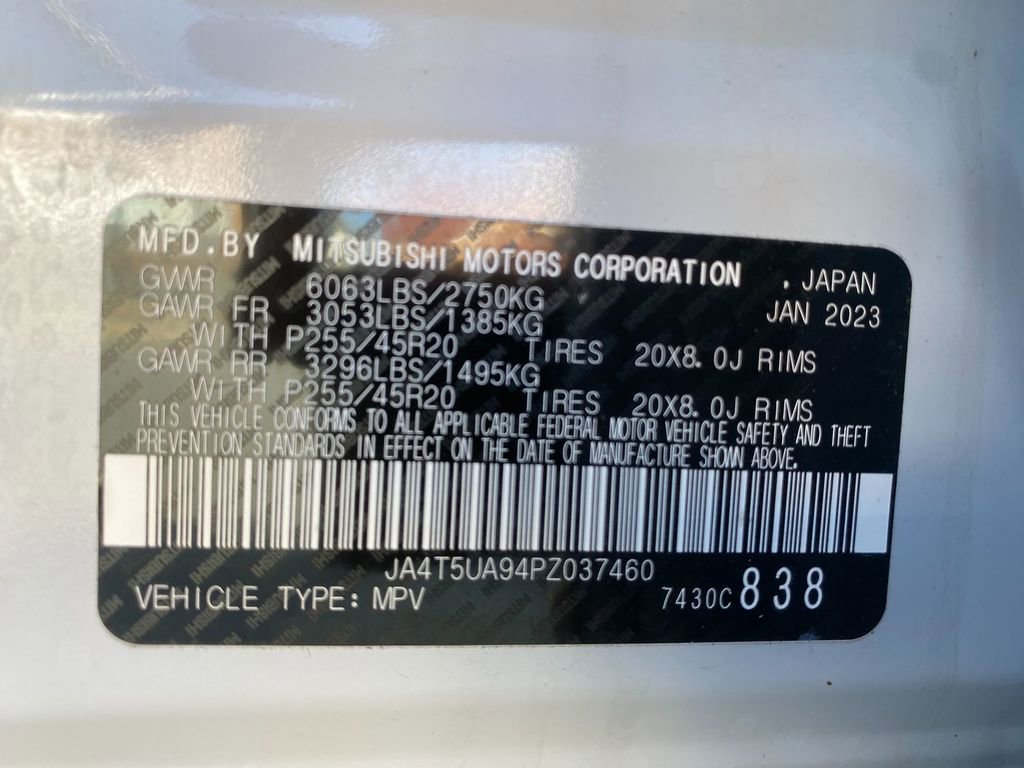 MFD.BY MITSUBISHI MOTORS CORPORATION , JAPAN
GVWR 6063LBS/2750KG JAN 2023
GAWR FR 3053LBS/1385KG
WITH P255/45R20 TIRES 20X8.0J RIMS
GAWR RR 3296LBS/1495KG
WITH P255/45R20 TIRES 20X8.0J RIMS
THIS VEHICLE CONFORMS TO ALL APPLICABLE FEDERAL MOTOR VEHICLE SAFETY AND THEFT
PREVENTION STANDARDS IN EFFECT ON THE DATE OF MANUFACTURE SHOWN ABOVE.
JA4T5UA94PZ037460
VEHICLE TYPE: MPV 7430C 838